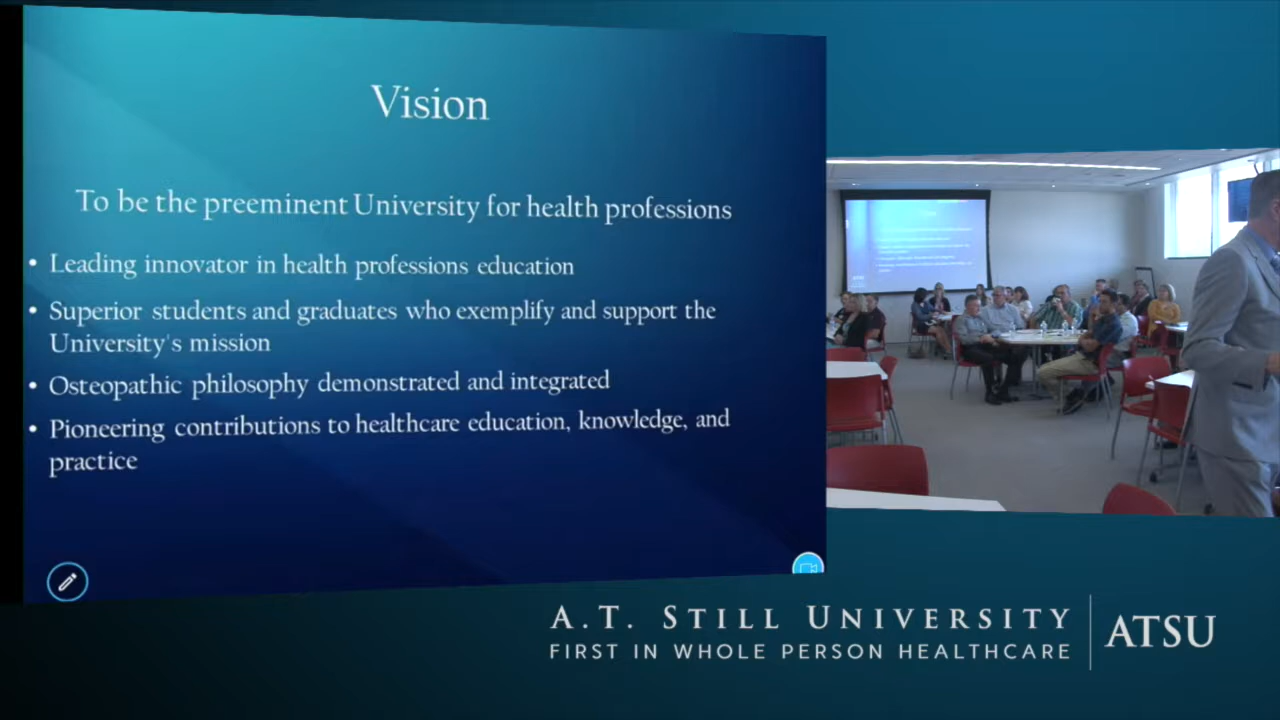 Vision
To be the preeminent University for health professions
• Leading innovator in health professions education
• Superior students and graduates who exemplify and support the
University's mission
• Osteopathic philosophy demonstrated and integrated
• Pioneering contributions to healthcare education, knowledge, and
practice
A.T. STILL UNIVERSITY
FIRST IN WHOLE PERSON HEALTHCARE
ATSU